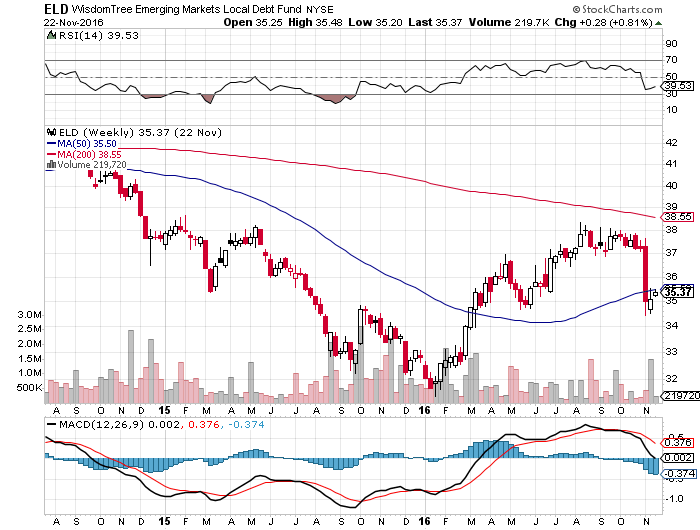 ELD WisdomTree Emerging Markets Local Debt Fund NYSE © StockCharts.com
22-Nov-2016 Open 35.25 High 35.48 Low 35.20 Last 35.37 Volume 219.7K Chg +0.28 (+0.81%)
RSI(14) 39.53
90
70
50
39.53
30
10
ELD (Weekly) 35.37 (22 Nov)
MA(50) 35.50
MA(200) 38.55
Volume 219,720
42
41
40
39
38.55
38
37
36
35.37
35
3.0M
34
2.5M
2.0M
33
1.5M
1.0M
32
500K
219720
A S O N D 15 F M A M J J A S O N D 16 F M A M J J A S O N
MACD(12,26,9) 0.002, 0.376, -0.374
0.5
0.376
0.002
-0.374
-1.0
A S O N D 15 F M A M J J A S O N D 16 F M A M J J A S O N